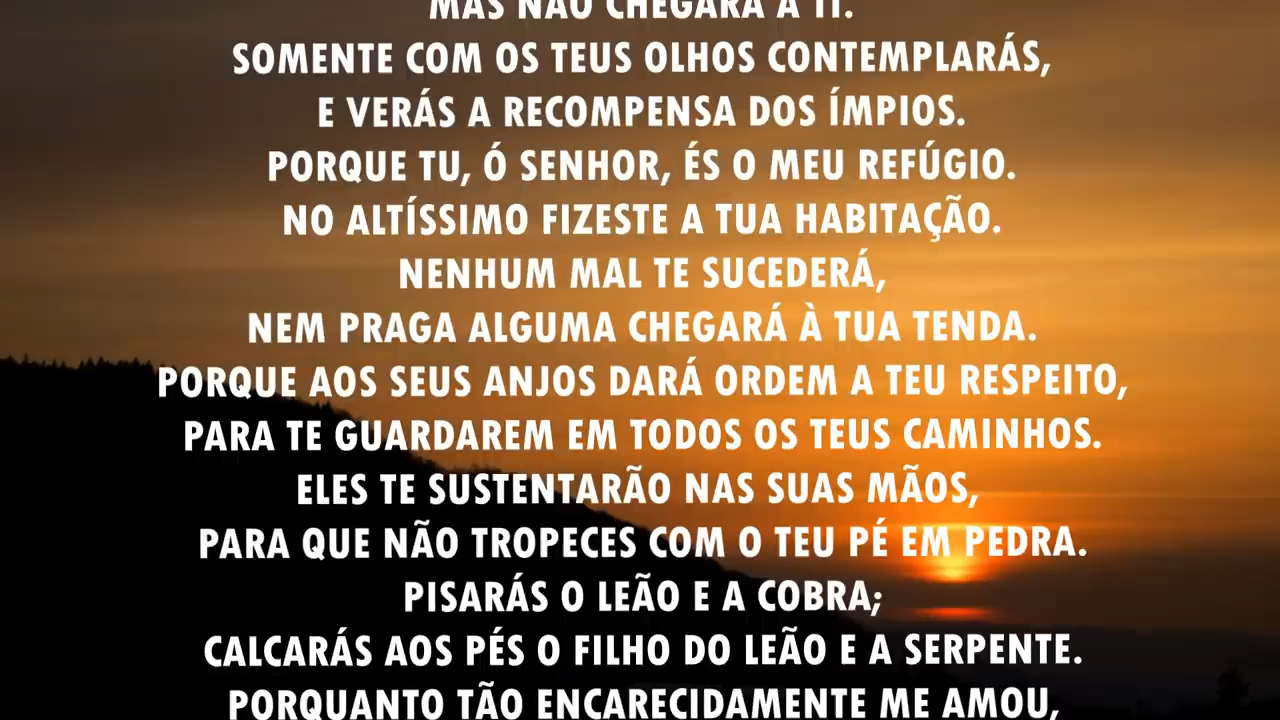 MAS NÃO CHEGARÁ A TI.
SOMENTE COM OS TEUS OLHOS CONTEMPLARÁS,
E VERÁS A RECOMPENSA DOS ÍMPIOS.
PORQUE TU, Ó SENHOR, ÉS O MEU REFÚGIO.
NO ALTÍSSIMO FIZESTE A TUA HABITAÇÃO.
NENHUM MAL TE SUCEDERÁ,
NEM PRAGA ALGUMA CHEGARÁ À TUA TENDA.
PORQUE AOS SEUS ANJOS DARÁ ORDEM A TEU RESPEITO,
PARA TE GUARDAREM EM TODOS OS TEUS CAMINHOS.
ELES TE SUSTENTARÃO NAS SUAS MÃOS,
PARA QUE NÃO TROPECES COM O TEU PÉ EM PEDRA.
PISARÁS O LEÃO E A COBRA;
CALCARÁS AOS PÉS O FILHO DO LEÃO E A SERPENTE.
PORQUANTO TÃO ENCARECIDAMENTE ME AMOU,